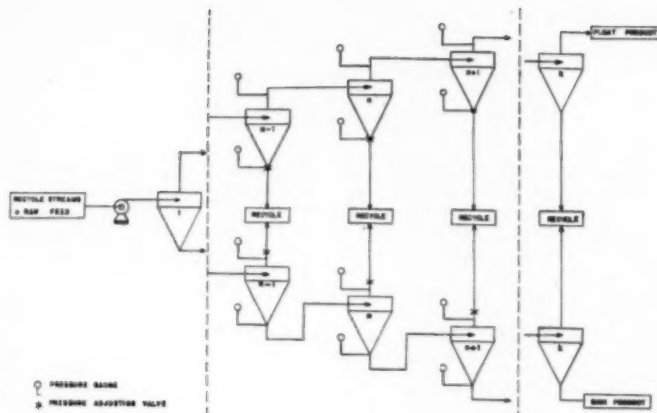 FLOAT PRODUCT
n-1
n
n+1
k
RECYCLE STREAMS
& RAW FEED
1
RECYCLE
RECYCLE
RECYCLE
RECYCLE
n-1
n
n+1
k
PRESSURE GAUGE
PRESSURE ADJUSTING VALVE
SINK PRODUCT